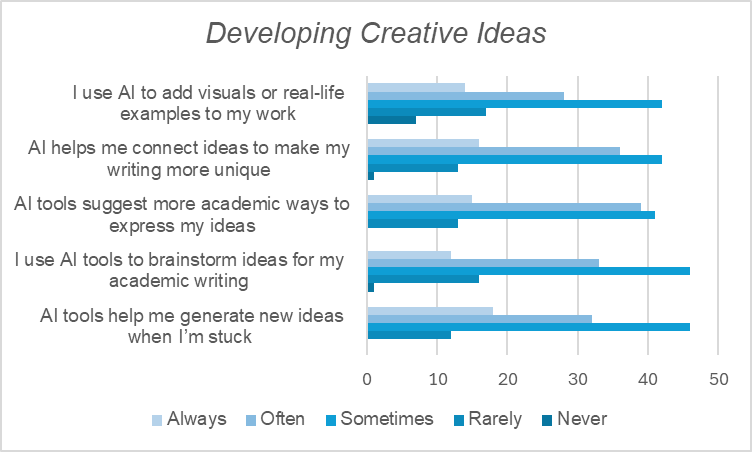 Developing Creative Ideas
I use AI to add visuals or real-life
examples to my work
AI helps me connect ideas to make my
writing more unique
AI tools suggest more academic ways to
express my ideas
I use AI tools to brainstorm ideas for my
academic writing
AI tools help me generate new ideas
when I’m stuck
0 10 20 30 40 50
Always Often Sometimes Rarely Never